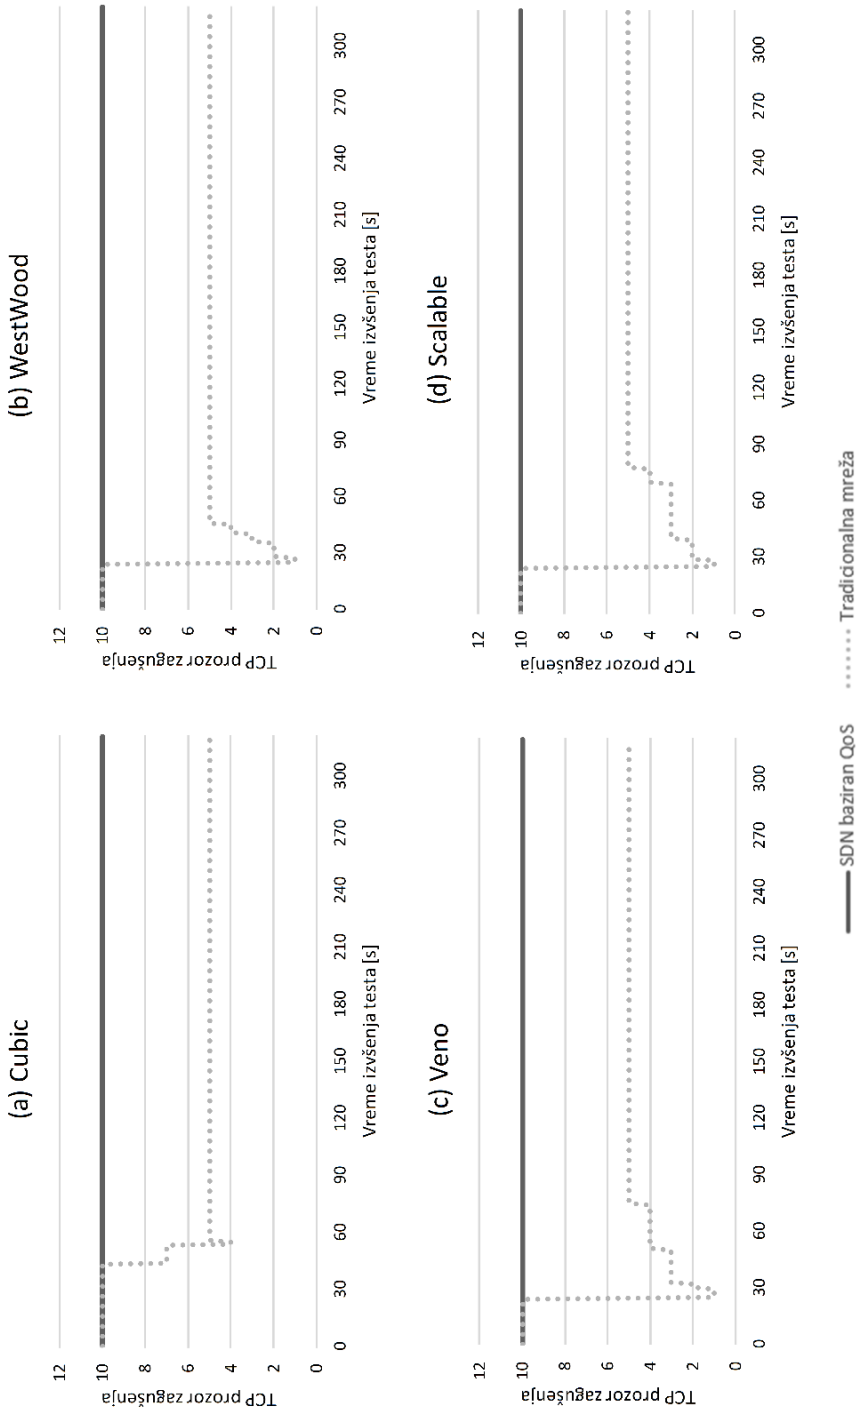 (a) Cubic
TCP prozor zagušenja
12
10
8
6
4
2
0
0 30 60 90 120 150 180 210 240 270 300
Vreme izvšenja testa [s]
(b) WestWood
TCP prozor zagušenja
12
10
8
6
4
2
0
0 30 60 90 120 150 180 210 240 270 300
Vreme izvšenja testa [s]
(c) Veno
TCP prozor zagušenja
12
10
8
6
4
2
0
0 30 60 90 120 150 180 210 240 270 300
Vreme izvšenja testa [s]
(d) Scalable
TCP prozor zagušenja
12
10
8
6
4
2
0
0 30 60 90 120 150 180 210 240 270 300
Vreme izvšenja testa [s]
SDN baziran QoS Tradicionalna mreža